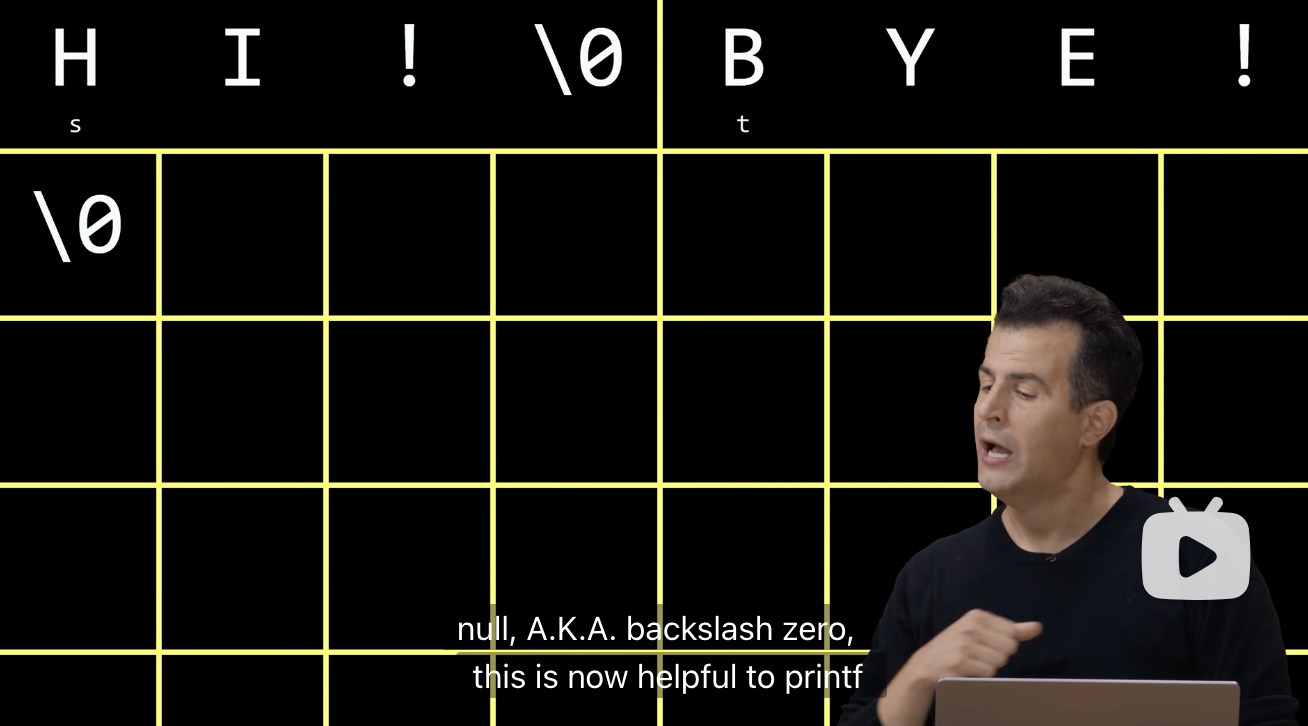 H I ! \0 B Y E !
s t
\0
null, A.K.A. backslash zero,
this is now helpful to printf